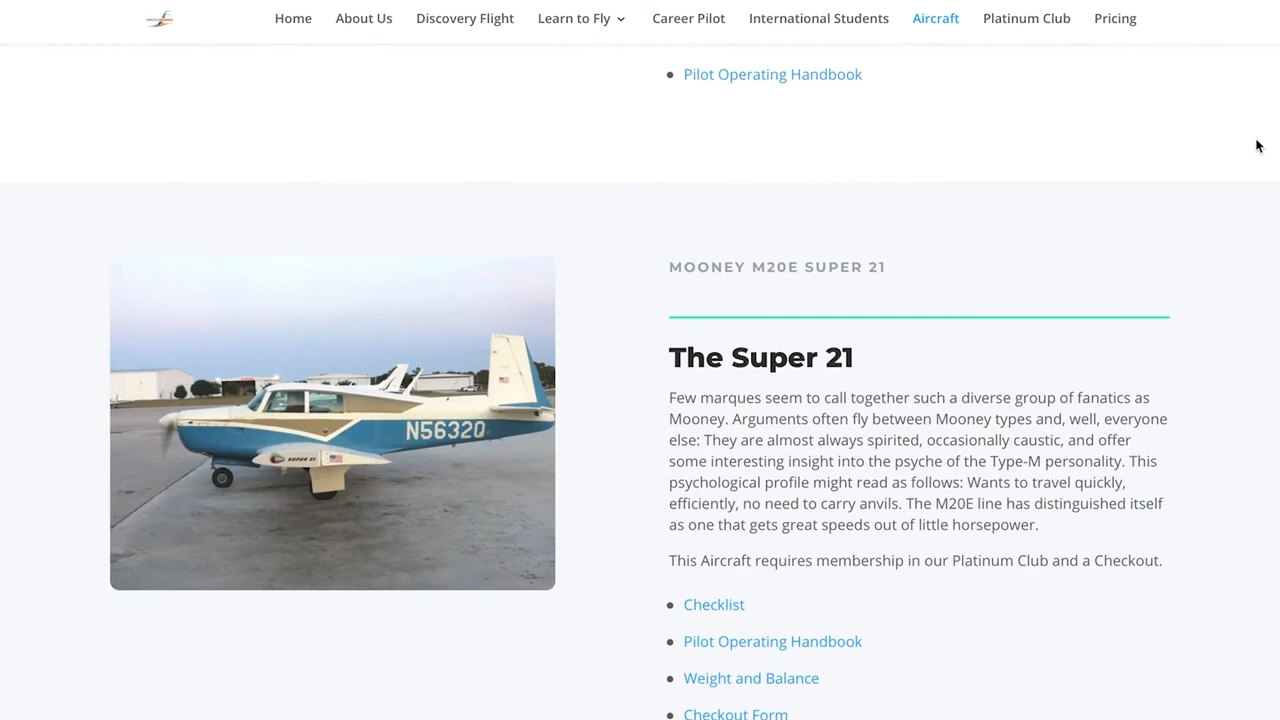 Home About Us Discovery Flight Learn to Fly Career Pilot International Students Aircraft Platinum Club Pricing
Pilot Operating Handbook
MOONEY M20E SUPER 21
The Super 21
Few marques seem to call together such a diverse group of fanatics as
Mooney. Arguments often fly between Mooney types and, well, everyone
else: They are almost always spirited, occasionally caustic, and offer
some interesting insight into the psyche of the Type-M personality. This
psychological profile might read as follows: Wants to travel quickly,
efficiently, no need to carry anvils. The M20E line has distinguished itself
as one that gets great speeds out of little horsepower.
This Aircraft requires membership in our Platinum Club and a Checkout.
Checklist
Pilot Operating Handbook
Weight and Balance
Checkout Form
N5632Q
SUPER 21